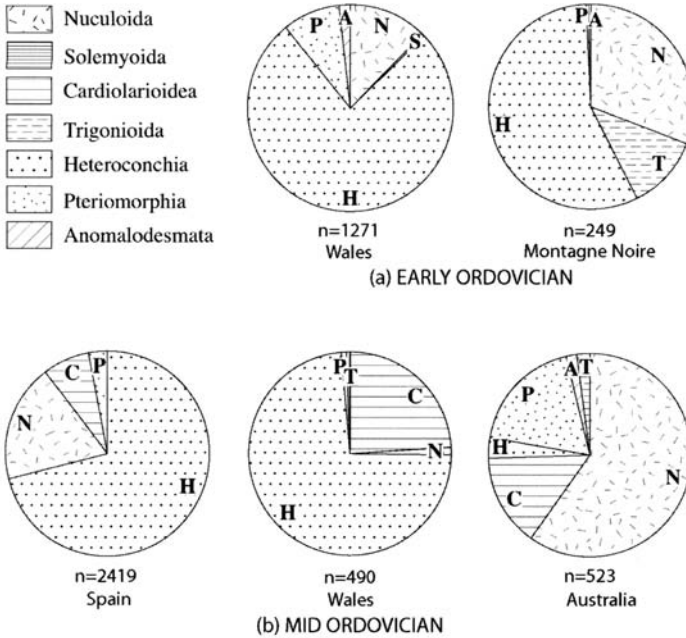 Nuculoida
Solemyoida
Cardiolarioidea
Trigonioida
Heteroconchia
Pteriomorphia
Anomalodesmata
P A N S H
n=1271
Wales
P A N T H
n=249
Montagne Noire
(a) EARLY ORDOVICIAN
C P N H
n=2419
Spain
P T C N H
n=490
Wales
A T P H C N
n=523
Australia
(b) MID ORDOVICIAN